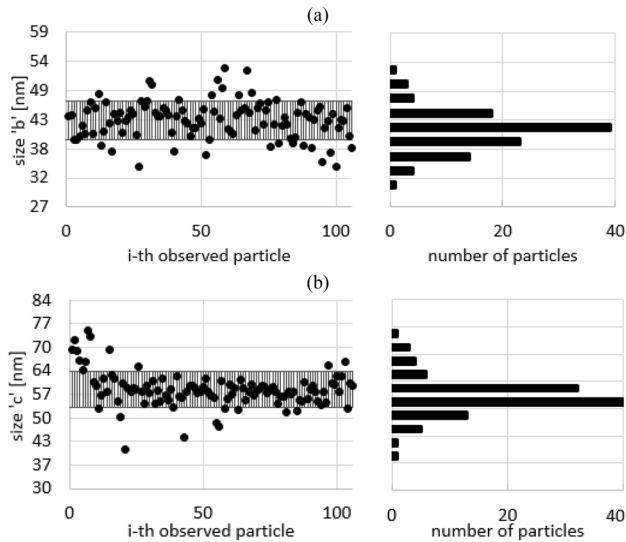 (a)
59
54
49
43
38
32
27
size 'b' [nm]
0 50 100
i-th observed particle
0 20 40
number of particles
(b)
84
77
70
64
57
50
43
37
30
size 'c' [nm]
0 50 100
i-th observed particle
0 20 40
number of particles